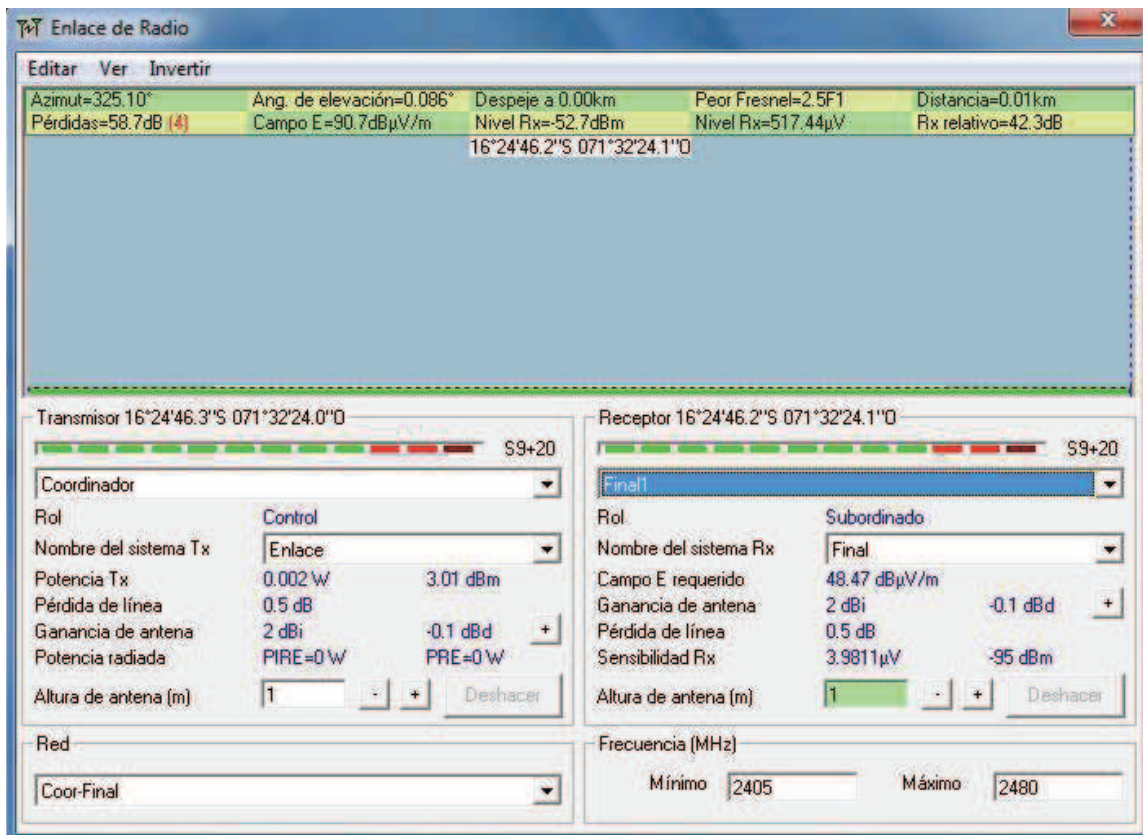 Enlace de Radio
Editar Ver Invertir
Azimut=325.10° Ang. de elevación=0.086° Despeje a 0.00km Peor Fresnel=2.5F1 Distancia=0.01km
Pérdidas=58.7dB (4) Campo E=90.7dBµV/m Nivel Rx=-52.7dBm Nivel Rx=517.44µV Rx relativo=42.3dB
16°24'46.2"S 071°32'24.1"O
Transmisor 16°24'46.3"S 071°32'24.0"O
S9+20
Coordinador
Rol Control
Nombre del sistema Tx Enlace
Potencia Tx 0.002 W 3.01 dBm
Pérdida de línea 0.5 dB
Ganancia de antena 2 dBi -0.1 dBd +
Potencia radiada PIRE=0 W PRE=0 W
Altura de antena (m) 1 - + Deshacer
Red
Coor-Final
Receptor 16°24'46.2"S 071°32'24.1"O
S9+20
Final1
Rol Subordinado
Nombre del sistema Rx Final
Campo E requerido 48.47 dBµV/m
Ganancia de antena 2 dBi -0.1 dBd +
Pérdida de línea 0.5 dB
Sensibilidad Rx 3.9811µV -95 dBm
Altura de antena (m) 1 - + Deshacer
Frecuencia (MHz)
Mínimo 2405 Máximo 2480